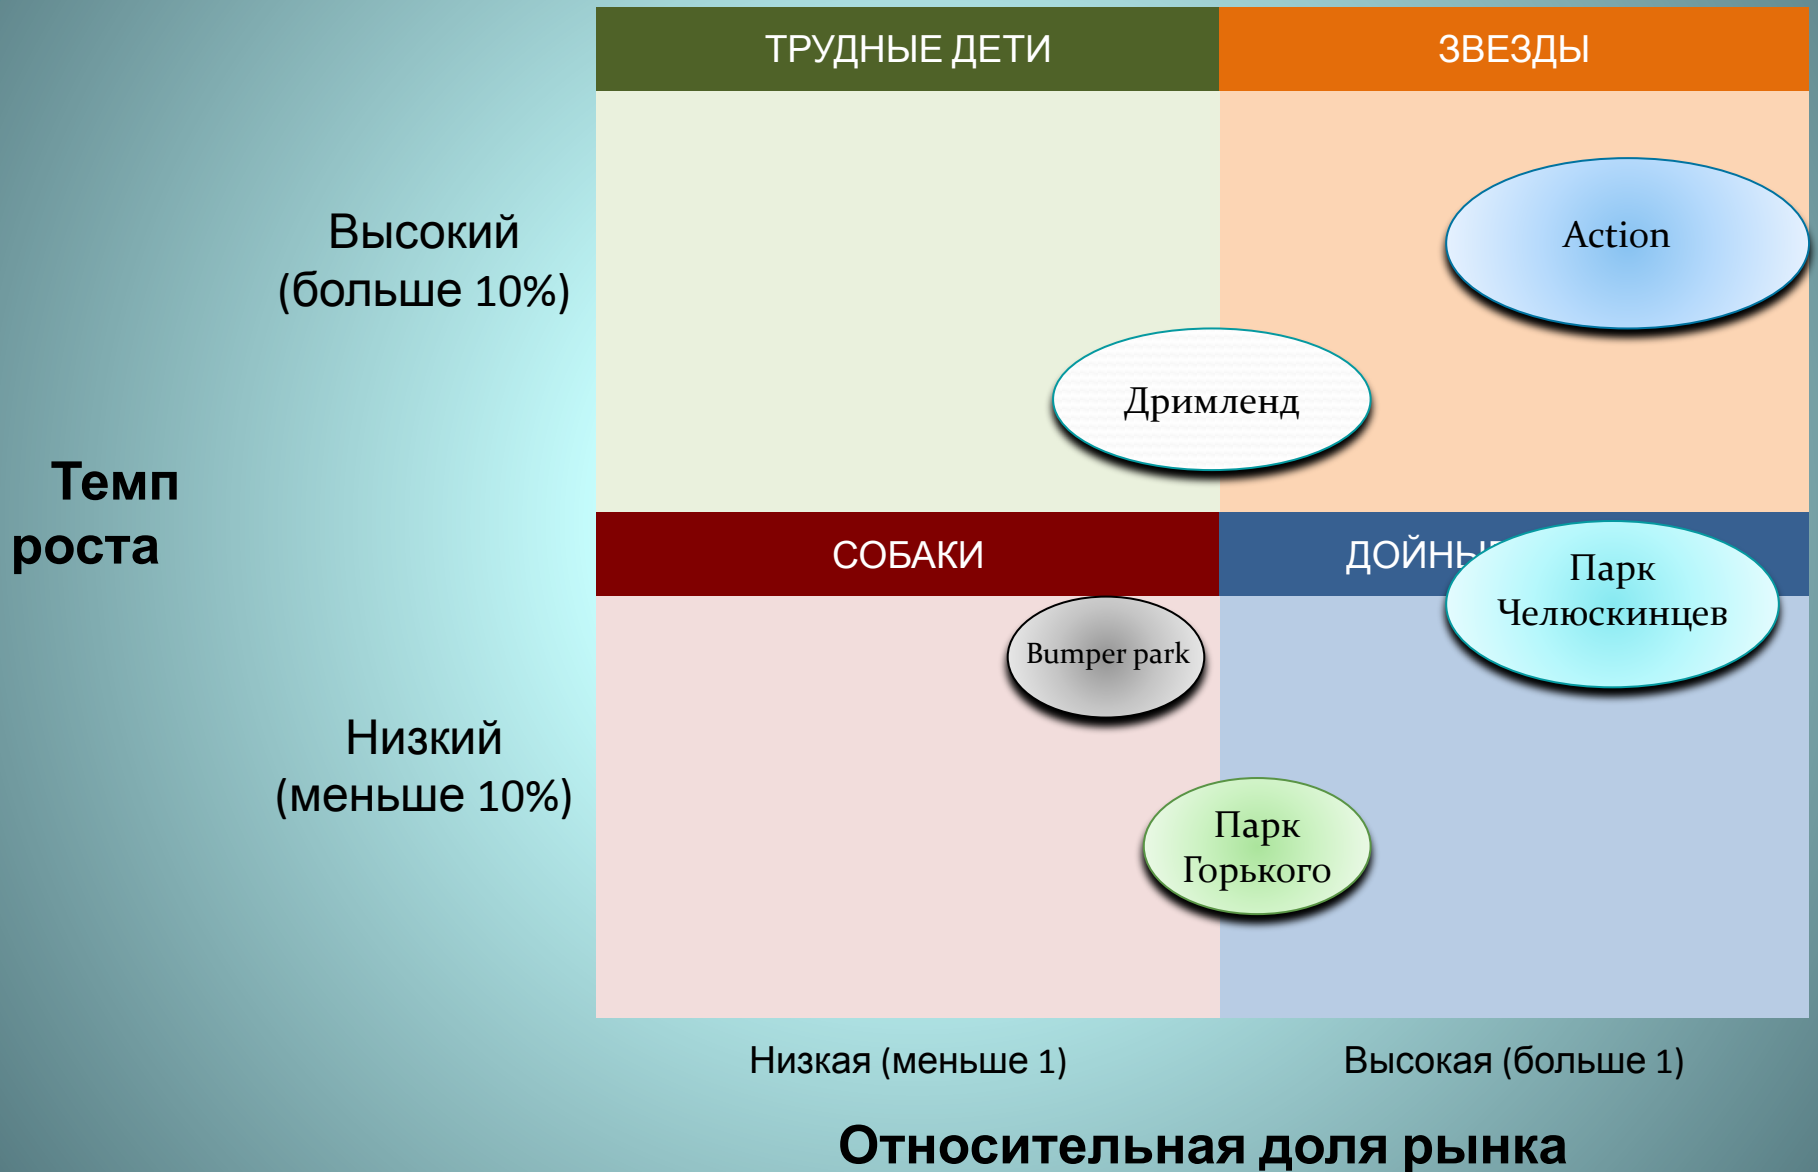 ТРУДНЫЕ ДЕТИ
ЗВЕЗДЫ
Высокий
(больше 10%)
Action
Дримленд
Темп
роста
СОБАКИ
Парк
Челюскинцев
Bumper park
Низкий
(меньше 10%)
Парк
Горького
Низкая (меньше 1)
Высокая (больше 1)
Относительная доля рынка